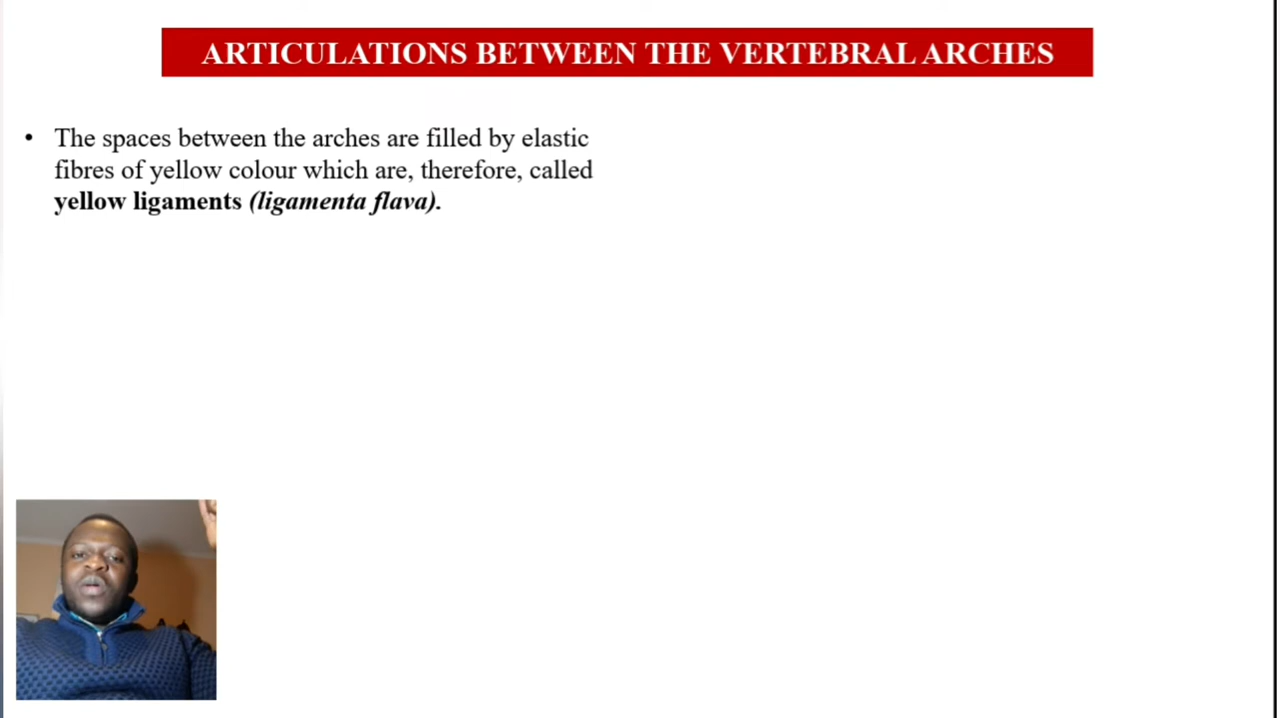 ARTICULATIONS BETWEEN THE VERTEBRAL ARCHES
• The spaces between the arches are filled by elastic
fibres of yellow colour which are, therefore, called
yellow ligaments (ligamenta flava).